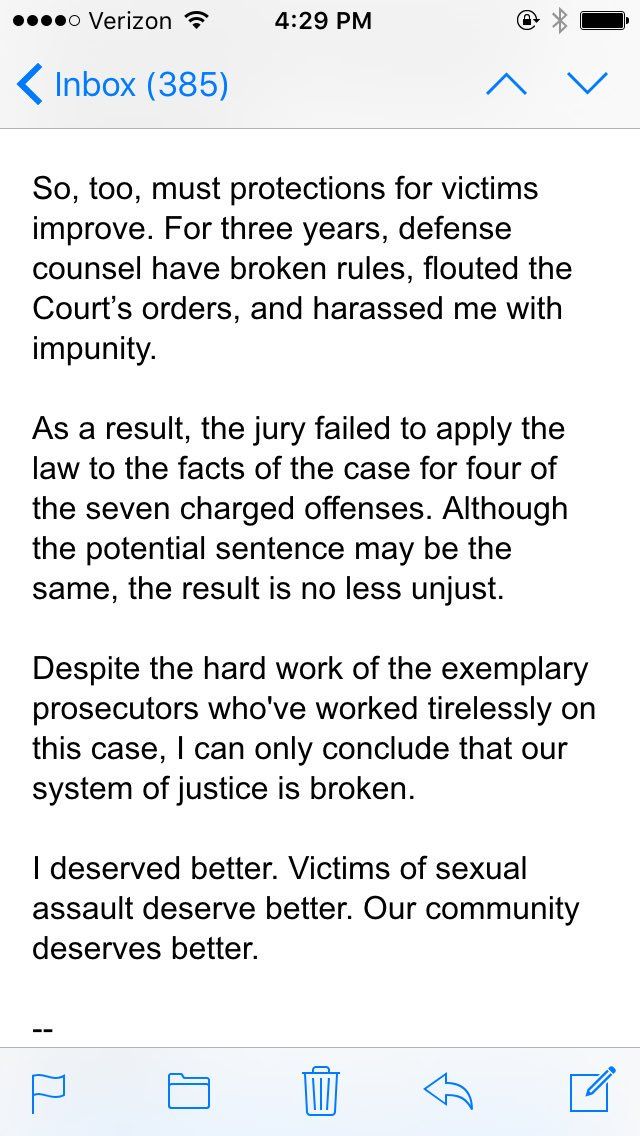 Verizon 4:29 PM
Inbox (385)
So, too, must protections for victims
improve. For three years, defense
counsel have broken rules, flouted the
Court’s orders, and harassed me with
impunity.
As a result, the jury failed to apply the
law to the facts of the case for four of
the seven charged offenses. Although
the potential sentence may be the
same, the result is no less unjust.
Despite the hard work of the exemplary
prosecutors who've worked tirelessly on
this case, I can only conclude that our
system of justice is broken.
I deserved better. Victims of sexual
assault deserve better. Our community
deserves better.
--